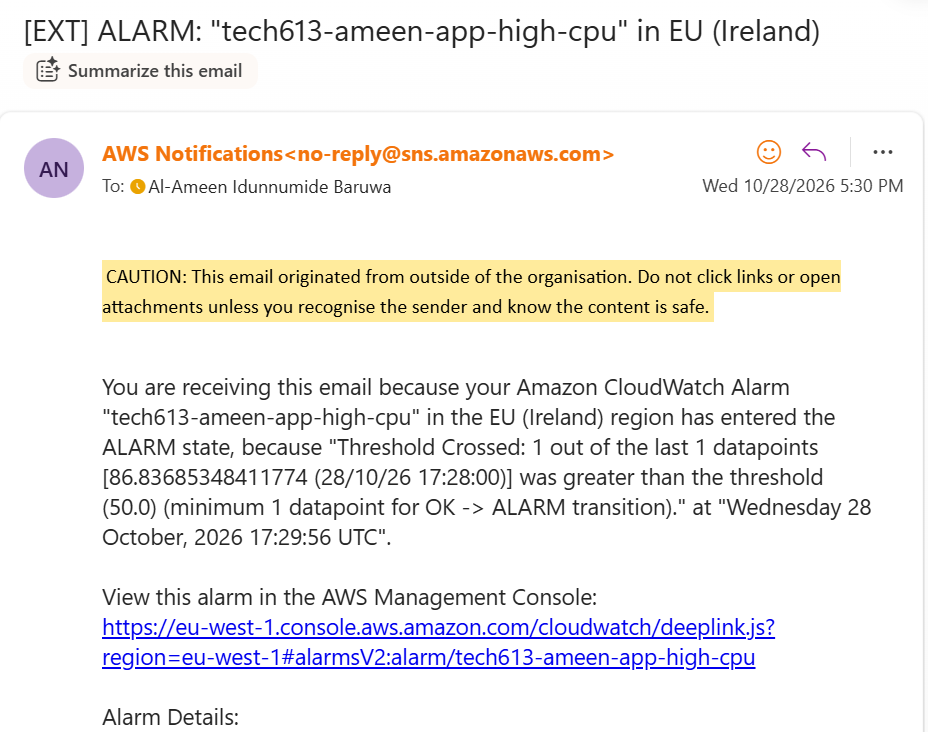 [EXT] ALARM: "tech613-ameen-app-high-cpu" in EU (Ireland)
Summarize this email
AN
AWS Notifications<no-reply@sns.amazonaws.com>
To: Al-Ameen Idunnumide Baruwa
Wed 10/28/2026 5:30 PM
CAUTION: This email originated from outside of the organisation. Do not click links or open
attachments unless you recognise the sender and know the content is safe.
You are receiving this email because your Amazon CloudWatch Alarm
"tech613-ameen-app-high-cpu" in the EU (Ireland) region has entered the
ALARM state, because "Threshold Crossed: 1 out of the last 1 datapoints
[86.83685348411774 (28/10/26 17:28:00)] was greater than the threshold
(50.0) (minimum 1 datapoint for OK -> ALARM transition)." at "Wednesday 28
October, 2026 17:29:56 UTC".
View this alarm in the AWS Management Console:
https://eu-west-1.console.aws.amazon.com/cloudwatch/deeplink.js?
region=eu-west-1#alarmsV2:alarm/tech613-ameen-app-high-cpu
Alarm Details: